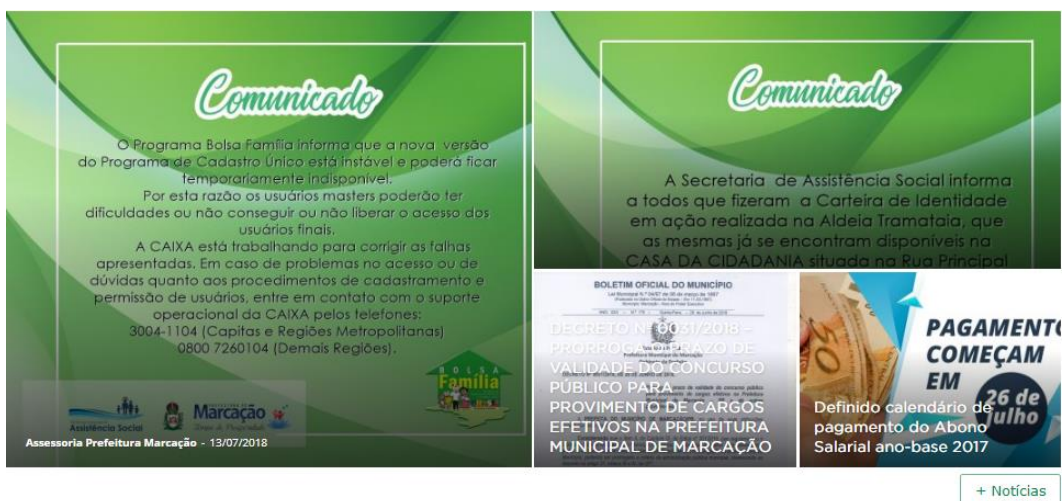 Comunicado
O Programa Bolsa Família informa que a nova versão
do Programa de Cadastro Único está instável e poderá ficar
temporariamente indisponível.
Por esta razão os usuários masters poderão ter
dificuldades ou não conseguir ou não liberar o acesso dos
usuários finais.
A CAIXA está trabalhando para corrigir as falhas
apresentadas. Em caso de problemas no acesso ou de
dúvidas quanto aos procedimentos de cadastramento e
permissão de usuários, entre em contato com o suporte
operacional da CAIXA pelos telefones:
3004-1104 (Capitas e Regiões Metropolitanas)
0800 7260104 (Demais Regiões).
BOLSA
Família
Assistência Social
Marcação
Assessoria Prefeitura Marcação - 13/07/2018
Comunicado
A Secretaria de Assistência Social informa
a todos que fizeram a Carteira de Identidade
em ação realizada na Aldeia Tramataia, que
as mesmas já se encontram disponíveis na
CASA DA CIDADANIA situada na Rua Principal
BOLETIM OFICIAL DO MUNICÍPIO
DECRETO Nº 0031/2018 –
PRORROGA O PRAZO DE
VALIDADE DO CONCURSO
PÚBLICO PARA
PROVIMENTO DE CARGOS
EFETIVOS NA PREFEITURA
MUNICIPAL DE MARCAÇÃO
Prefeitura Municipal de Marcação
PAGAMENTO
COMEÇAM
EM
26 de
Julho
Definido calendário de
pagamento do Abono
Salarial ano-base 2017
+ Notícias